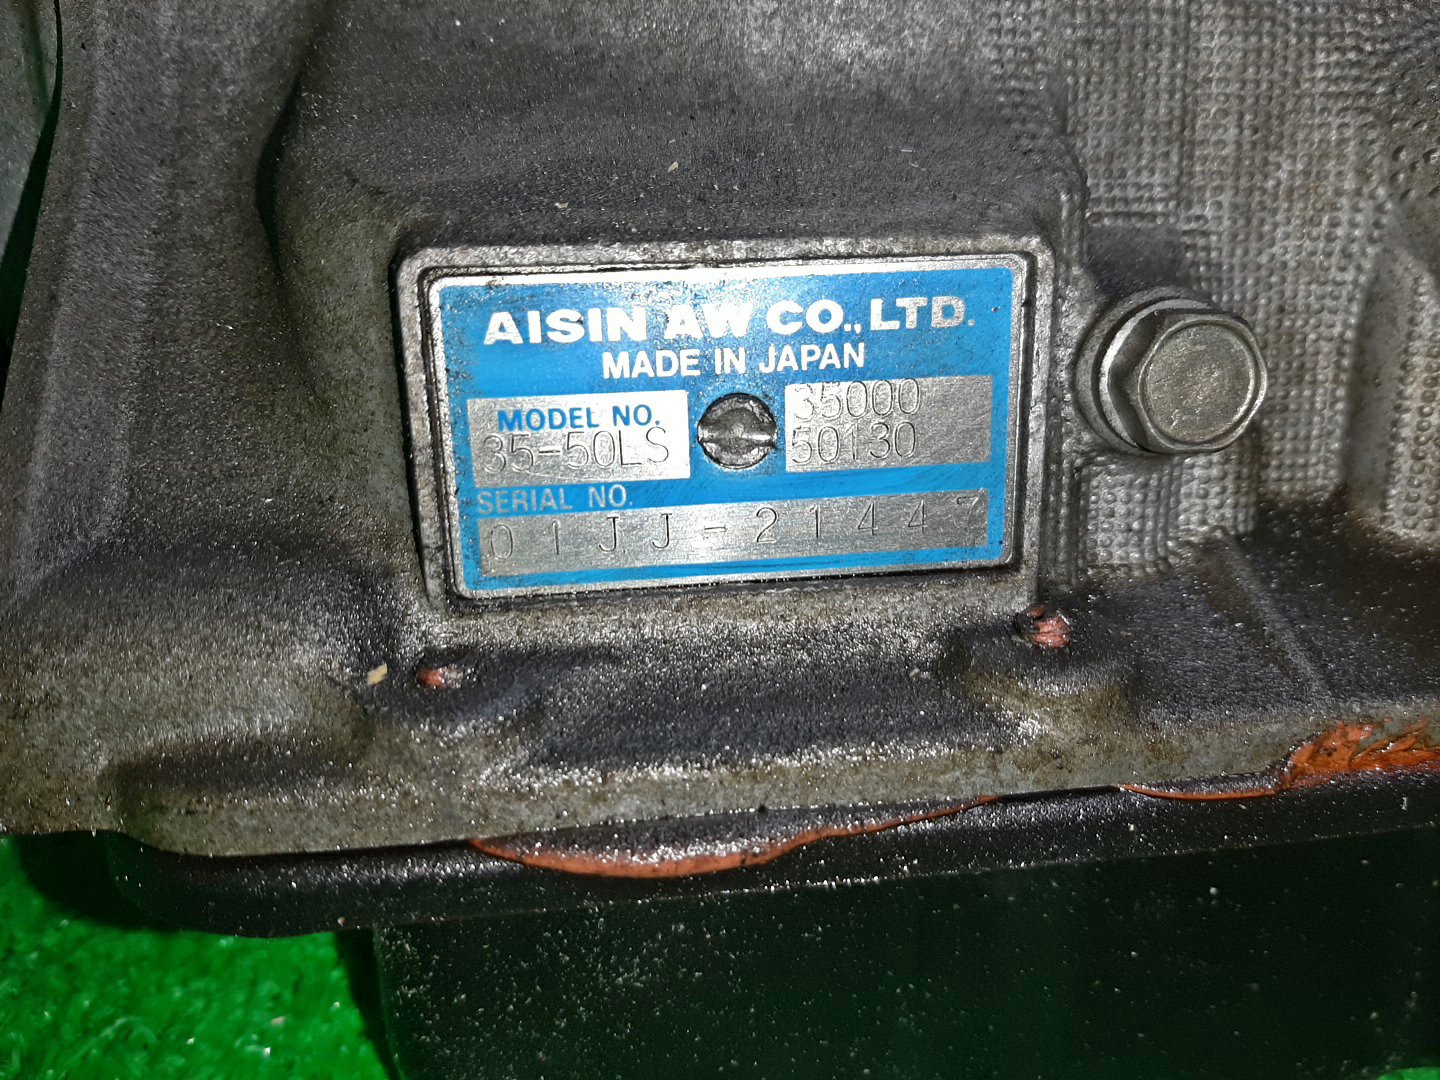 AISIN AW CO., LTD.
MADE IN JAPAN
MODEL NO.
35-50LS
35000
50130
SERIAL NO.
01JJ-21447